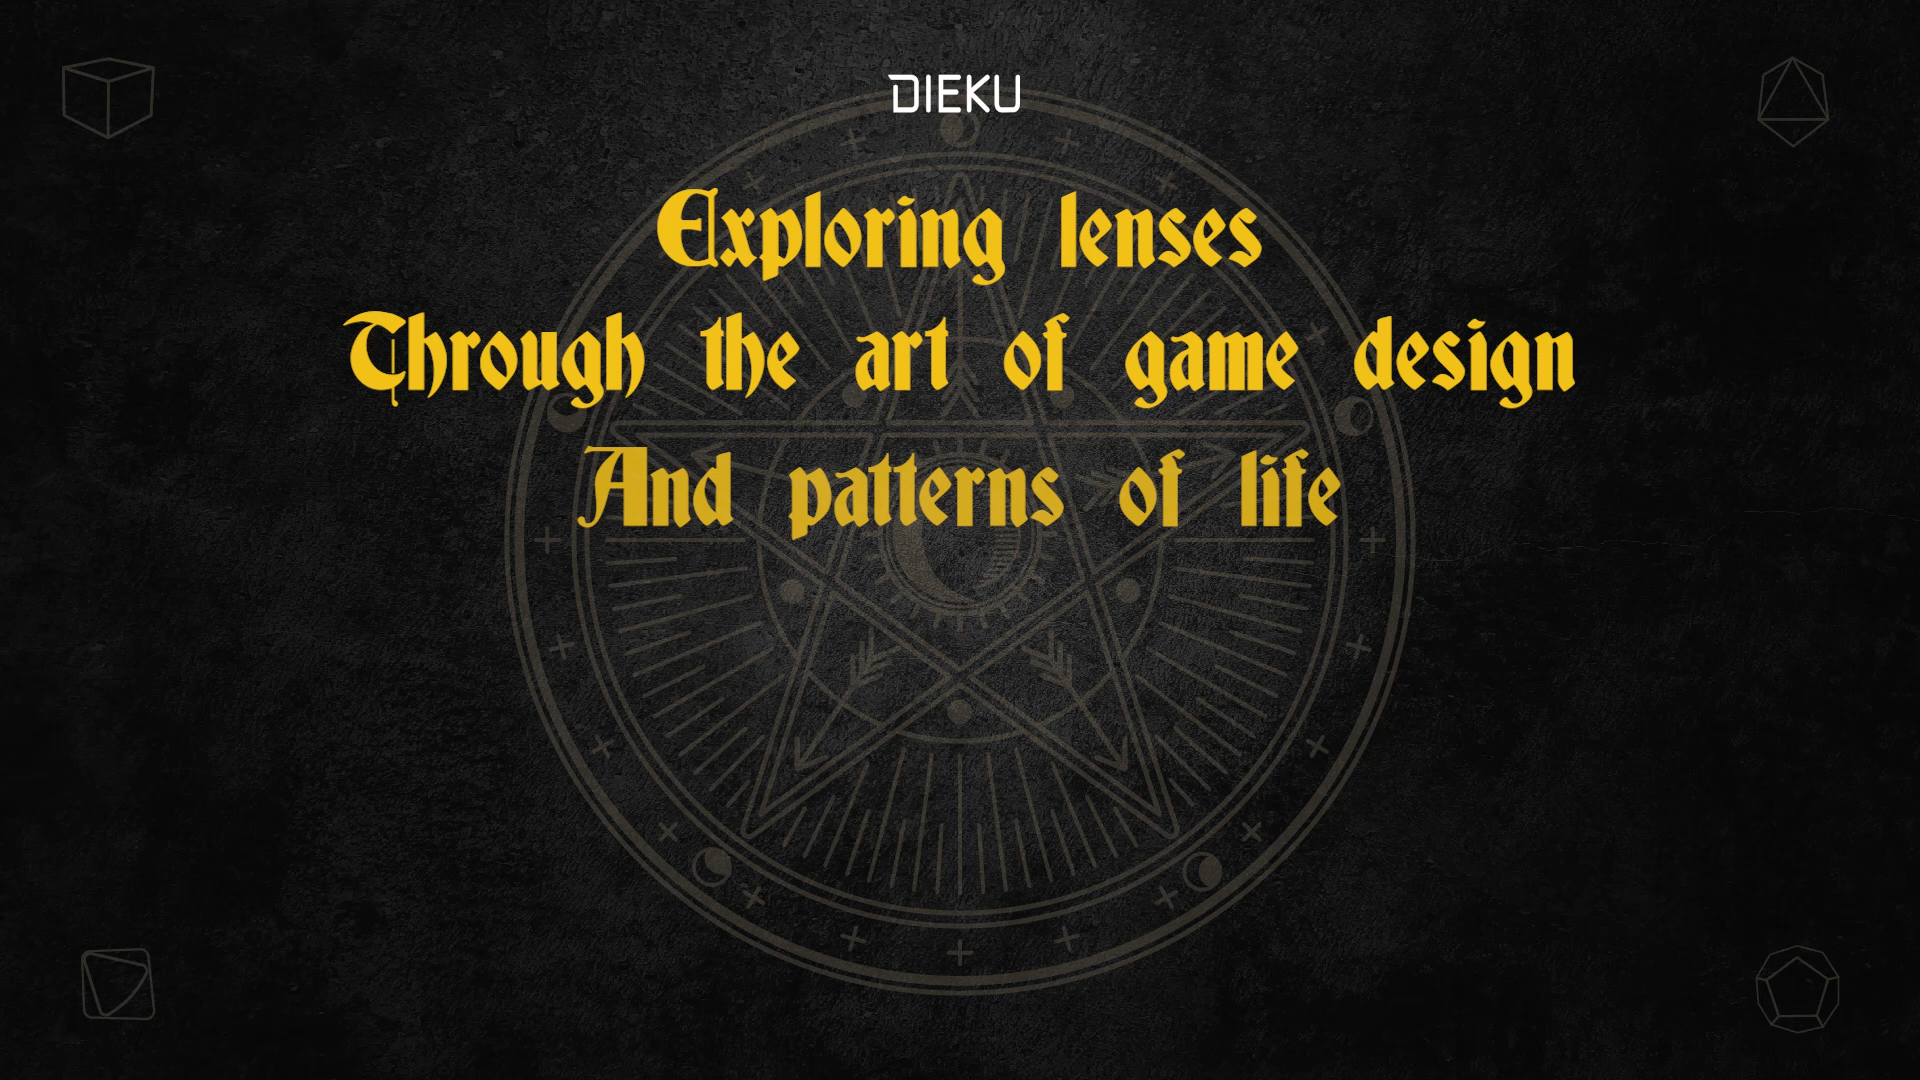 DIEKU
Exploring lenses
Through the art of game design
And patterns of life